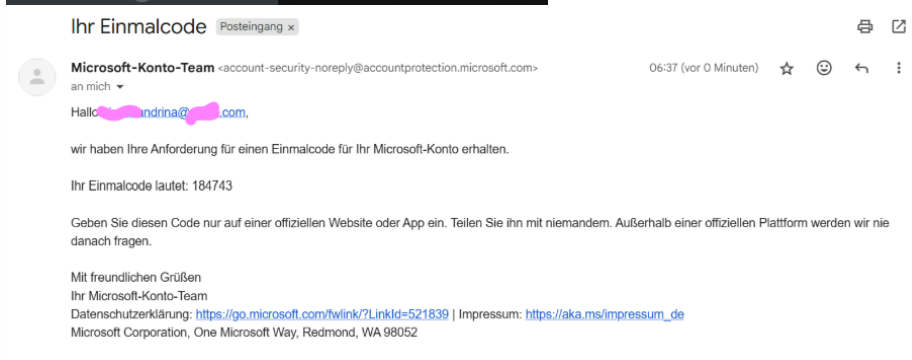 Ihr Einmalcode Posteingang x
Microsoft-Konto-Team <account-security-noreply@accountprotection.microsoft.com> 06:37 (vor 0 Minuten)
an mich
Hallo andrina@ .com,
wir haben Ihre Anforderung für einen Einmalcode für Ihr Microsoft-Konto erhalten.
Ihr Einmalcode lautet: 184743
Geben Sie diesen Code nur auf einer offiziellen Website oder App ein. Teilen Sie ihn mit niemandem. Außerhalb einer offiziellen Plattform werden wir nie
danach fragen.
Mit freundlichen Grüßen
Ihr Microsoft-Konto-Team
Datenschutzerklärung: https://go.microsoft.com/fwlink/?LinkId=521839 | Impressum: https://aka.ms/impressum_de
Microsoft Corporation, One Microsoft Way, Redmond, WA 98052